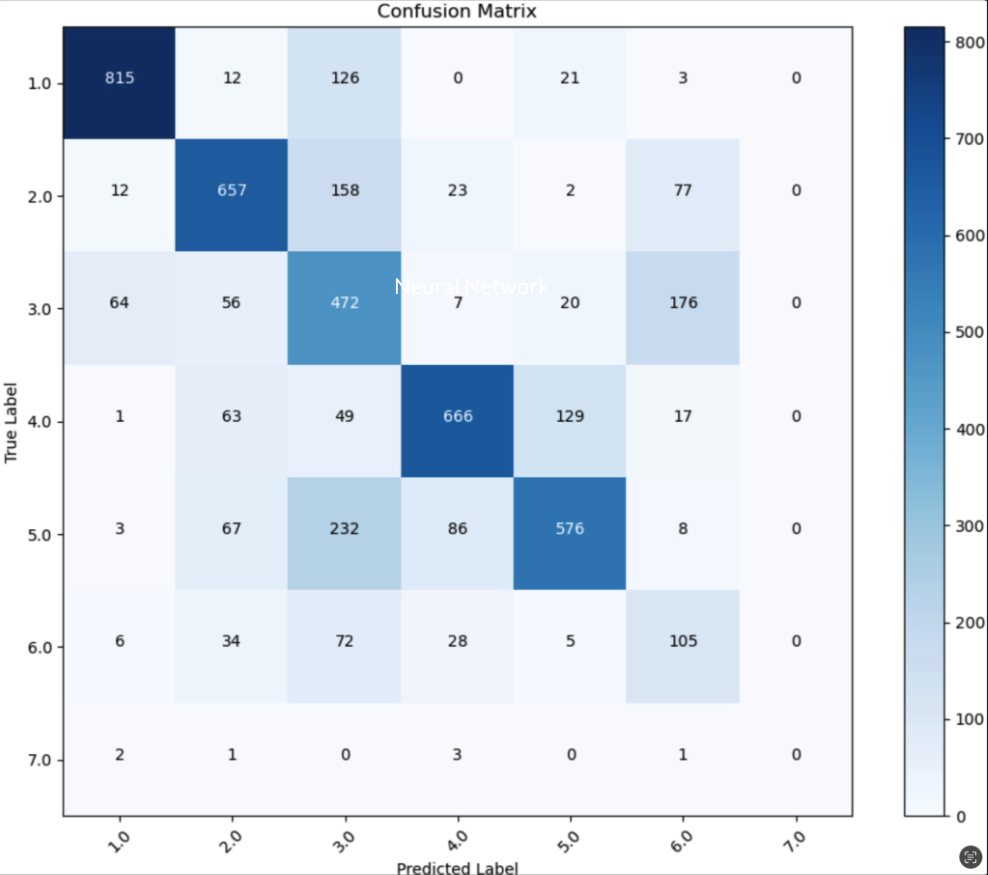 Confusion Matrix
1.0 815 12 126 0 21 3 0
2.0 12 657 158 23 2 77 0
Neural Network
3.0 64 56 472 7 20 176 0
4.0 1 63 49 666 129 17 0
5.0 3 67 232 86 576 8 0
6.0 6 34 72 28 5 105 0
7.0 2 1 0 3 0 1 0
1.0 2.0 3.0 4.0 5.0 6.0 7.0
Predicted Label
True Label
800
700
600
500
400
300
200
100
0